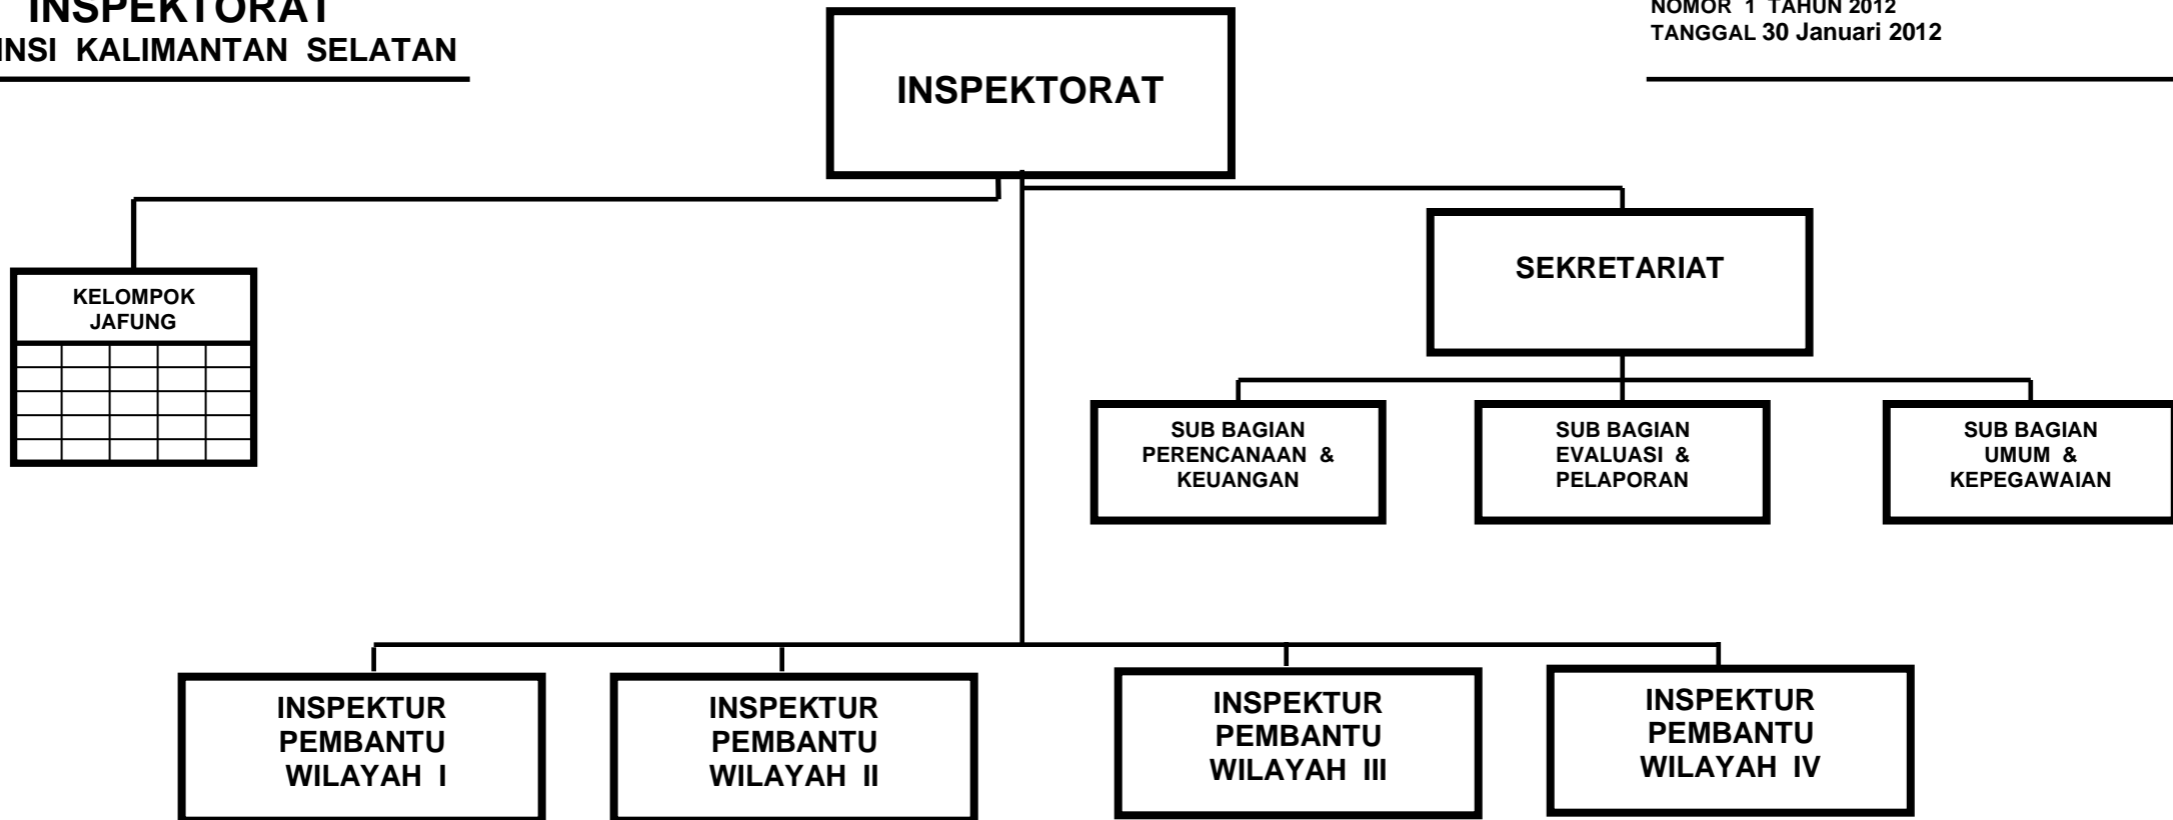 INSPEKTORAT
INSI KALIMANTAN SELATAN
NOMOR 1 TAHUN 2012
TANGGAL 30 Januari 2012
INSPEKTORAT
SEKRETARIAT
KELOMPOK
JAFUNG
SUB BAGIAN
PERENCANAAN &
KEUANGAN
SUB BAGIAN
EVALUASI &
PELAPORAN
SUB BAGIAN
UMUM &
KEPEGAWAIAN
INSPEKTUR
PEMBANTU
WILAYAH I
INSPEKTUR
PEMBANTU
WILAYAH II
INSPEKTUR
PEMBANTU
WILAYAH III
INSPEKTUR
PEMBANTU
WILAYAH IV